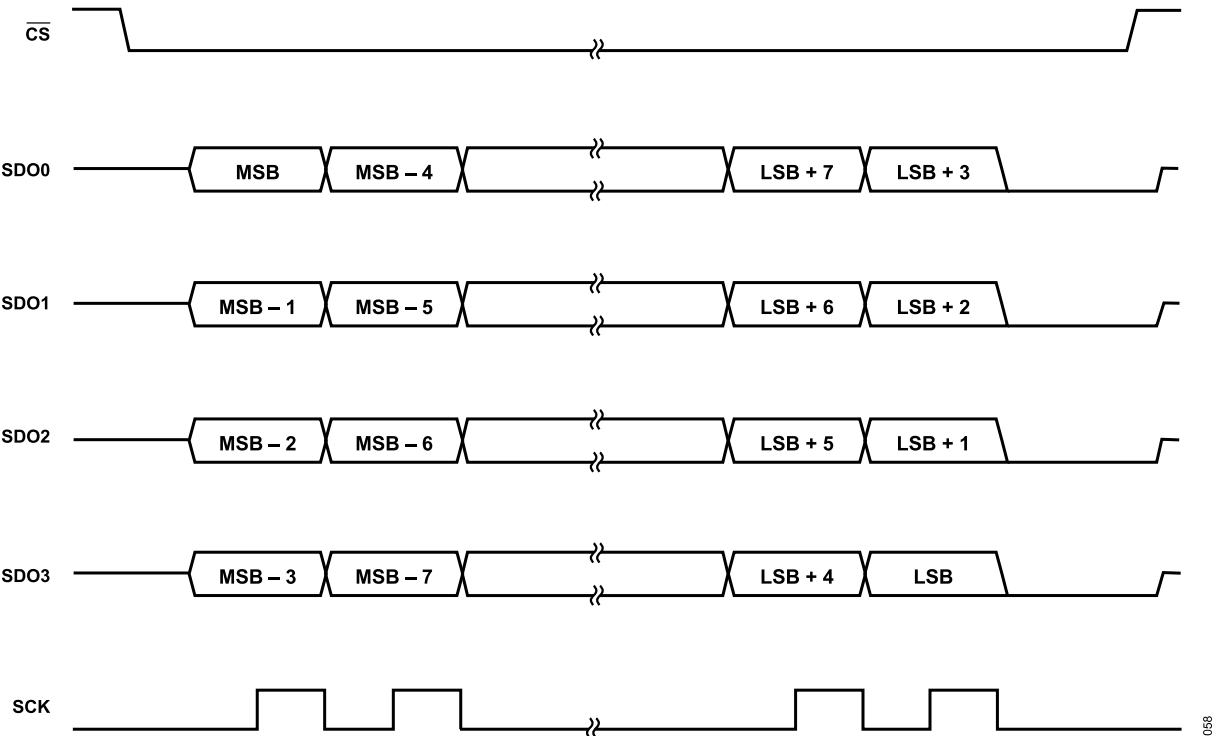 CS
SDO0 MSB MSB – 4 LSB + 7 LSB + 3
SDO1 MSB – 1 MSB – 5 LSB + 6 LSB + 2
SDO2 MSB – 2 MSB – 6 LSB + 5 LSB + 1
SDO3 MSB – 3 MSB – 7 LSB + 4 LSB
SCK
058